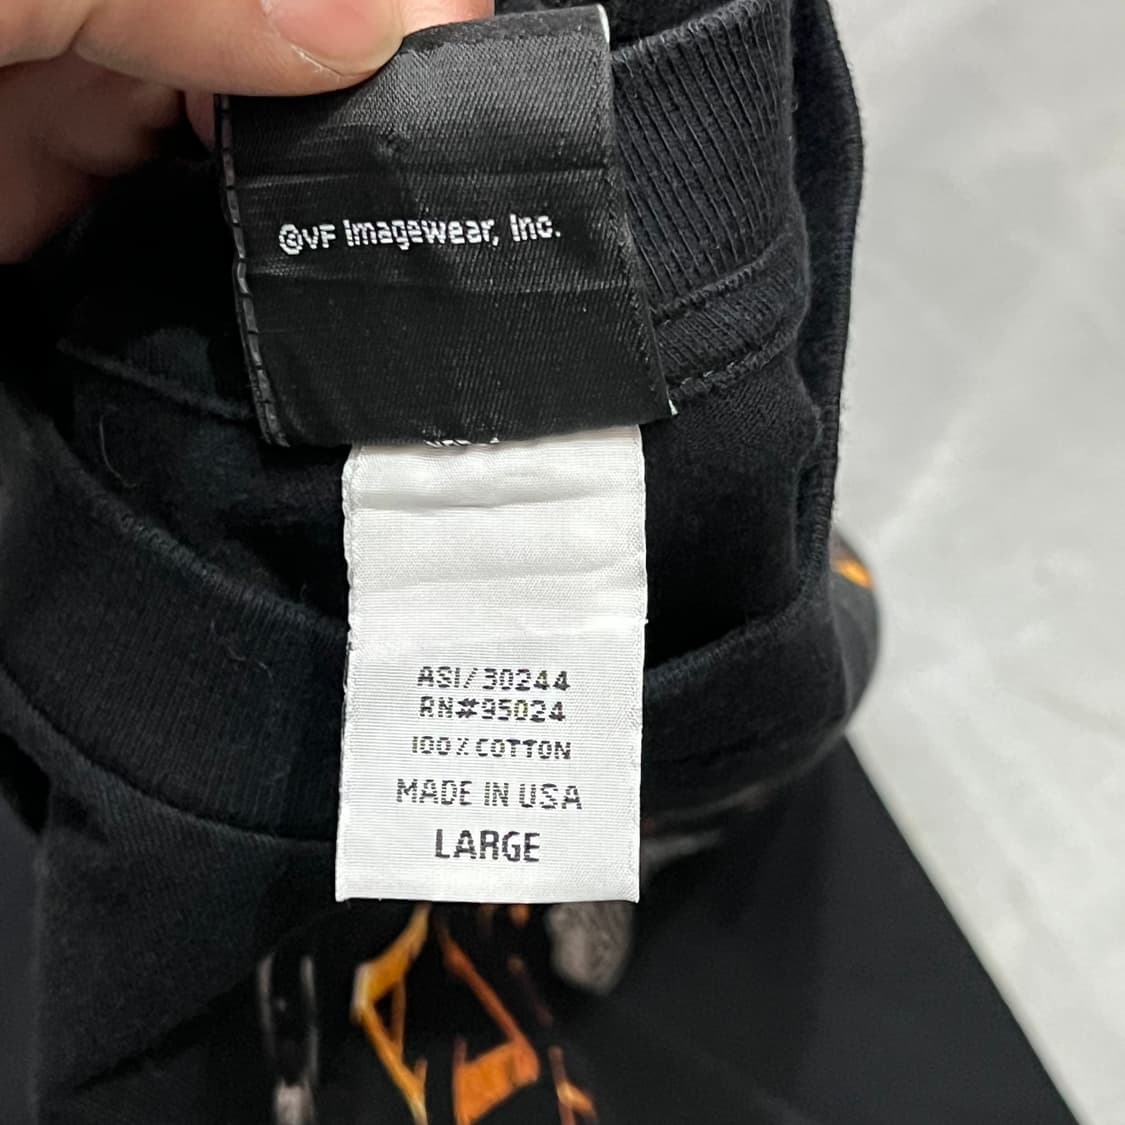 ©VF Imagewear, Inc.
ASI/30244
RN#95024
100% COTTON
MADE IN USA
LARGE